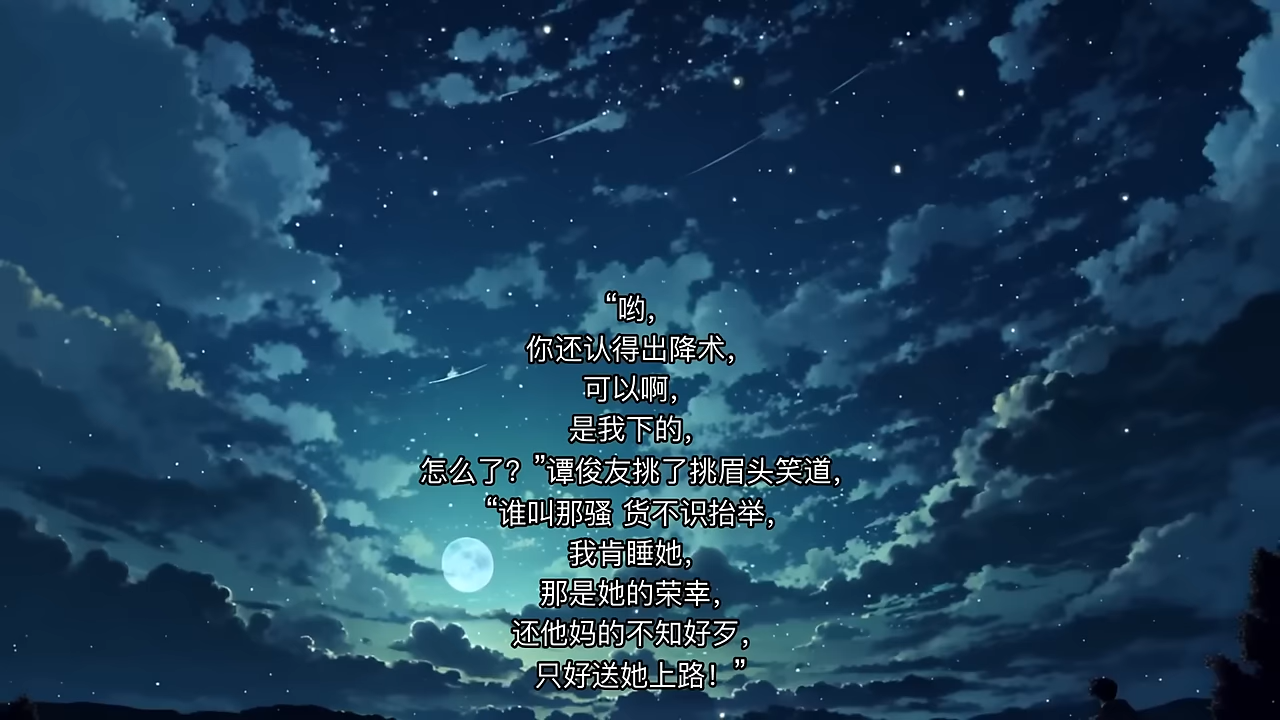 “哟，
你还认得出降术，
可以啊，
是我下的，
怎么了？”谭俊友挑了挑眉头笑道，
“谁叫那骚 货不识抬举，
我肯睡她，
那是她的荣幸，
还他妈的不知好歹，
只好送她上路！”